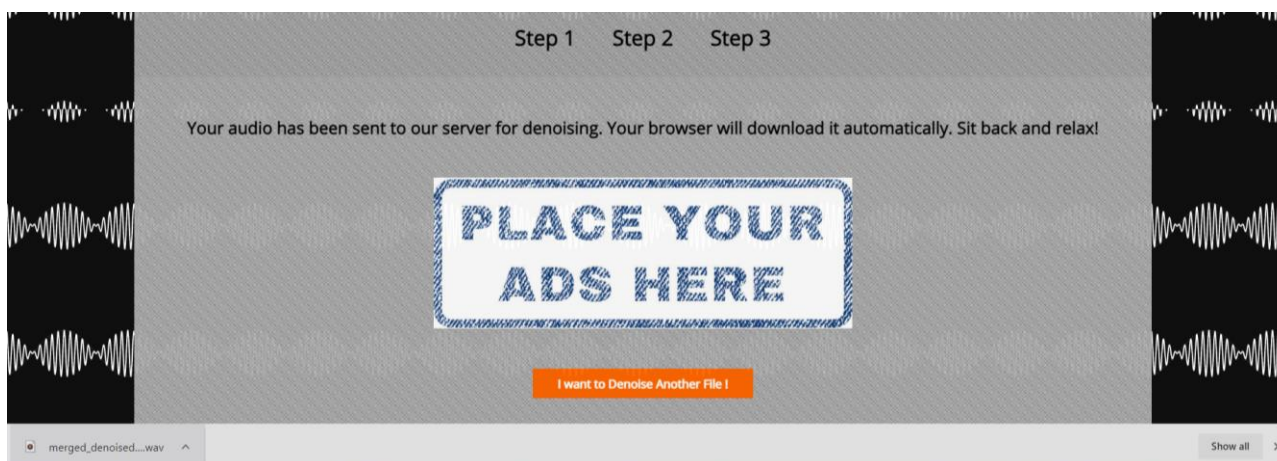 Step 1 Step 2 Step 3
Your audio has been sent to our server for denoising. Your browser will download it automatically. Sit back and relax!
PLACE YOUR
ADS HERE
I want to Denoise Another File !
merged_denoised....wav
Show all